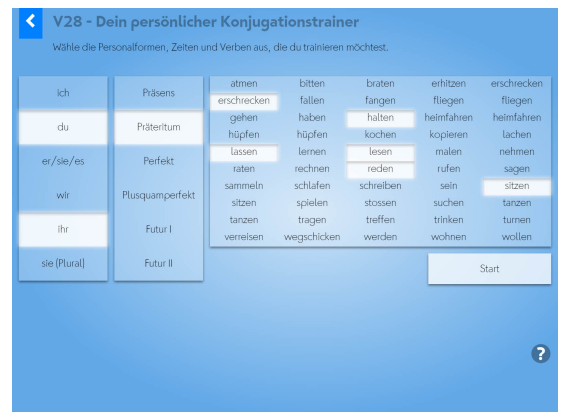 V28 - Dein persönlicher Konjugationstrainer
Wähle die Personalformen, Zeiten und Verben aus, die du trainieren möchtest.
ich
du
er/sie/es
wir
ihr
sie (Plural)
Präsens
Präteritum
Perfekt
Plusquamperfekt
Futur I
Futur II
atmen bitten braten erhitzen erschrecken
erschrecken fallen fangen fliegen fliegen
gehen haben halten heimfahren heimfahren
hüpfen hüpfen kochen kopieren lachen
lassen lernen lesen malen nehmen
raten rechnen reden rufen sagen
sammeln schlafen schreiben sein sitzen
sitzen spielen stossen suchen tanzen
tanzen tragen treffen trinken turnen
verreisen wegschicken werden wohnen wollen
Start
?